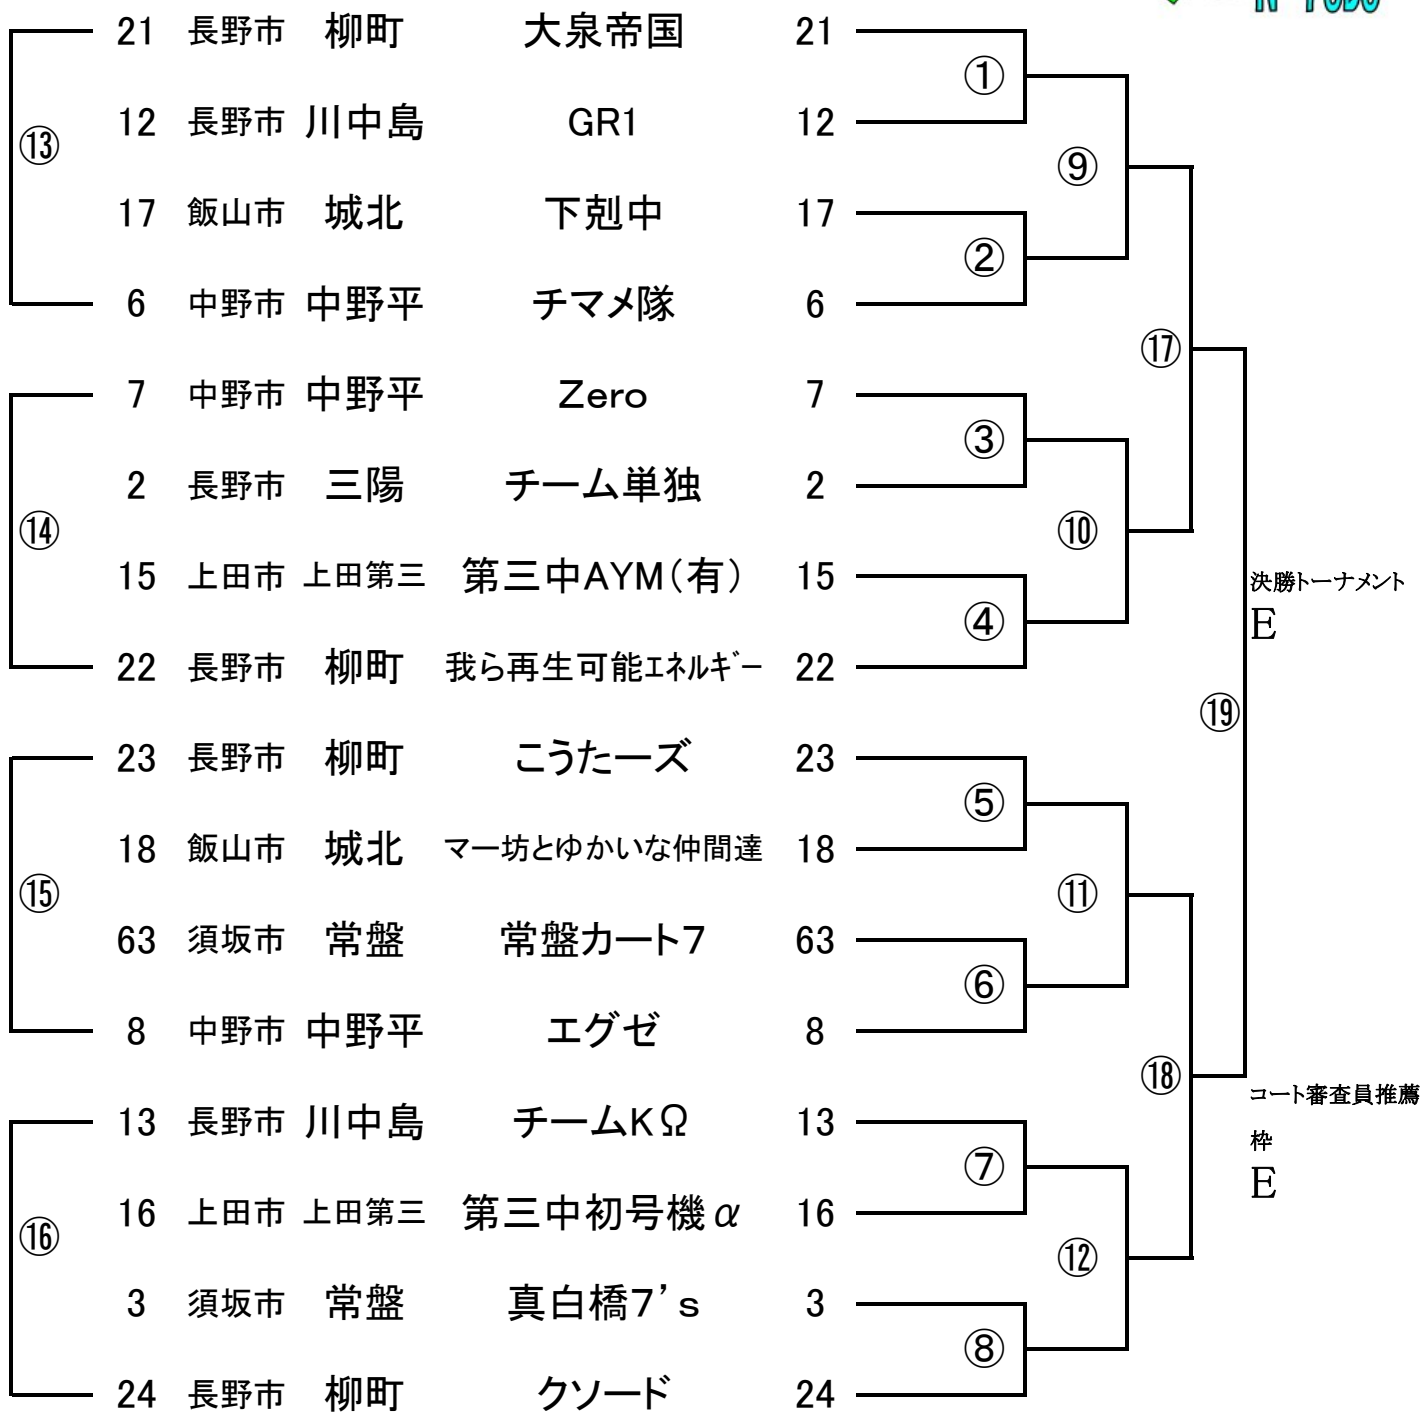 21 長野市 柳町 大泉帝国 21
①
12 長野市 川中島 GR1 12
⑬
⑨
17 飯山市 城北 下剋中 17
②
6 中野市 中野平 チマメ隊 6
⑰
7 中野市 中野平 Zero 7
③
2 長野市 三陽 チーム単独 2
⑭
⑩
15 上田市 上田第三 第三中AYM(有) 15
決勝トーナメント
E
④
22 長野市 柳町 我ら再生可能エネルギー 22
⑲
23 長野市 柳町 こうたーズ 23
⑤
18 飯山市 城北 マー坊とゆかいな仲間達 18
⑮
⑪
63 須坂市 常盤 常盤カート7 63
⑥
8 中野市 中野平 エグゼ 8
⑱
コート審査員推薦
枠
E
13 長野市 川中島 チームKΩ 13
⑦
16 上田市 上田第三 第三中初号機α 16
⑯
⑫
3 須坂市 常盤 真白橋7's 3
⑧
24 長野市 柳町 クソード 24